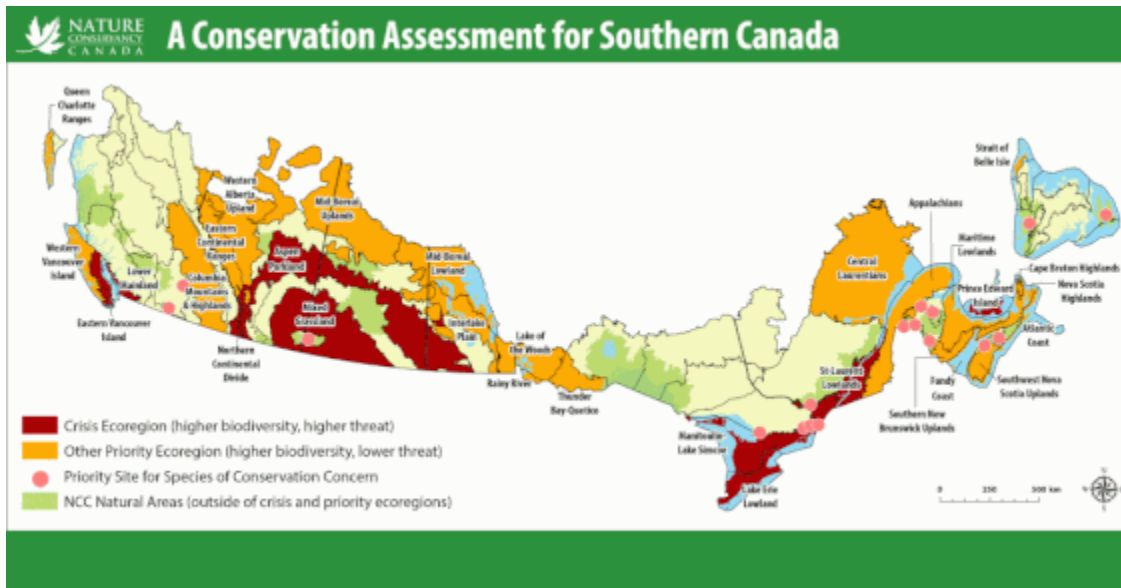 NATURE
CONSERVANCY
CANADA
A Conservation Assessment for Southern Canada
Queen
Charlotte
Ranges
Western
Alberta
Upland
Mid-Boreal
Uplands
Eastern
Continental
Ranges
Aspen
Parkland
Mid-Boreal
Lowland
Western
Vancouver
Island
Lower
Mainland
Columbia
Mountains
& Highlands
Mixed
Grassland
Interlake
Plain
Eastern Vancouver
Island
Northern
Continental
Divide
Lake of
the Woods
Rainy River
Thunder
Bay-Quetico
Strait of
Belle Isle
Appalachians
Maritime
Lowlands
Central
Laurentians
Cape Breton Highlands
Nova Scotia
Highlands
Prince Edward
Island
Atlantic
Coast
St-Laurent
Lowlands
Fundy
Coast
Southwest Nova
Scotia Uplands
Southern New
Brunswick Uplands
Manitoulin-
Lake Simcoe
Lake Erie
Lowland
Crisis Ecoregion (higher biodiversity, higher threat)
Other Priority Ecoregion (higher biodiversity, lower threat)
Priority Site for Species of Conservation Concern
NCC Natural Areas (outside of crisis and priority ecoregions)
0 250 500 km